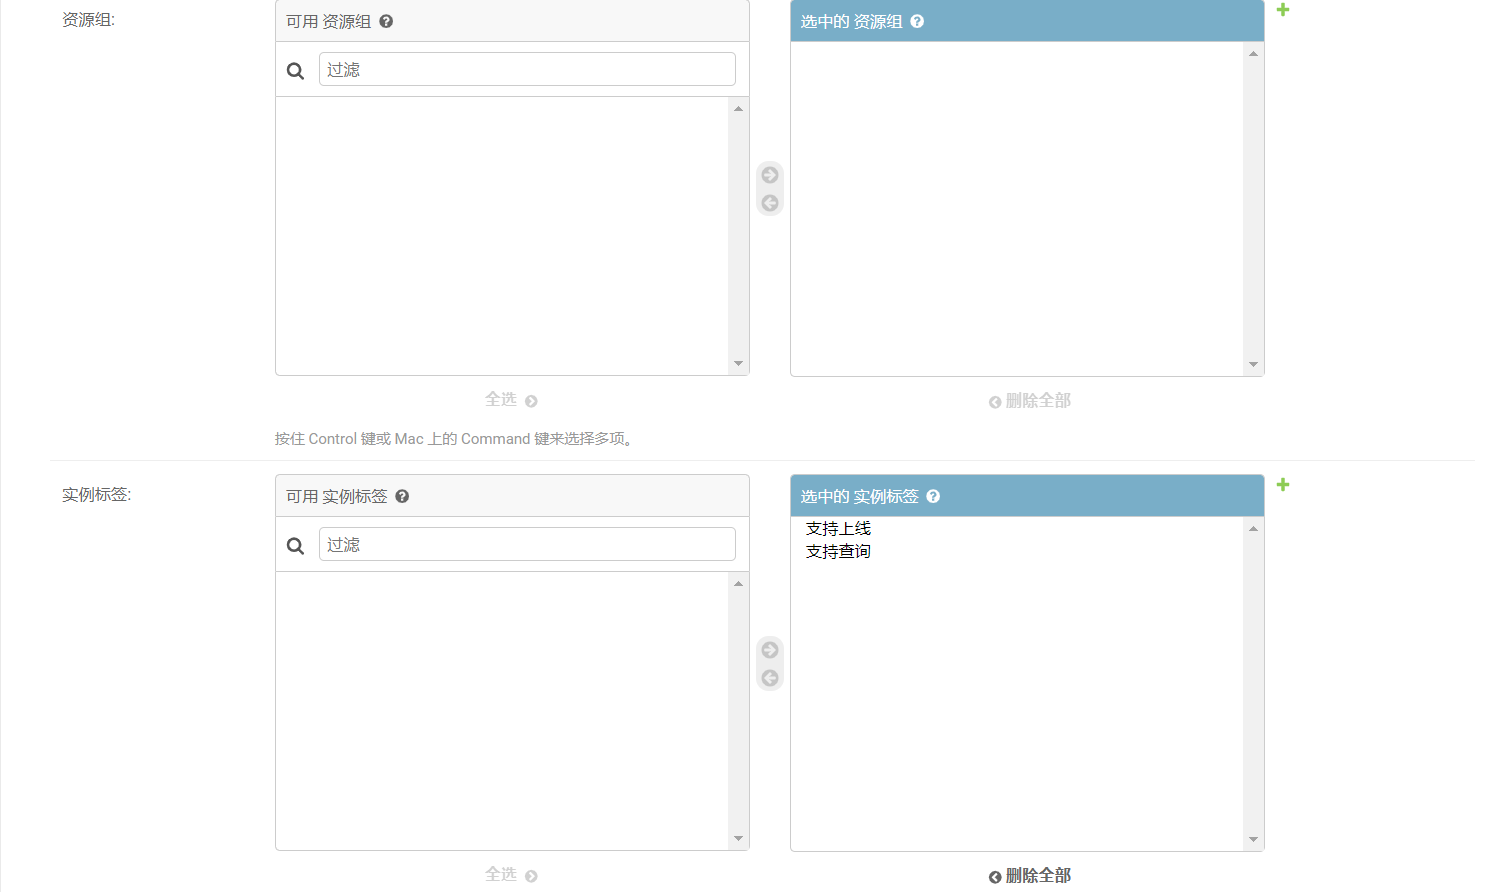 资源组:
可用 资源组
选中的 资源组
过滤
全选
删除全部
按住 Control 键或 Mac 上的 Command 键来选择多项。
实例标签:
可用 实例标签
选中的 实例标签
过滤
支持上线
支持查询
全选
删除全部